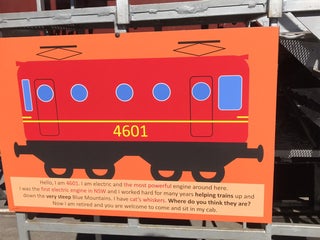 4601
Hello, I am 4601. I am electric and the most powerful engine around here.
I was the first electric engine in NSW and I worked hard for many years helping trains up and
down the very steep Blue Mountains. I have cat's whiskers. Where do you think they are?
Now I am retired and you are welcome to come and sit in my cab.